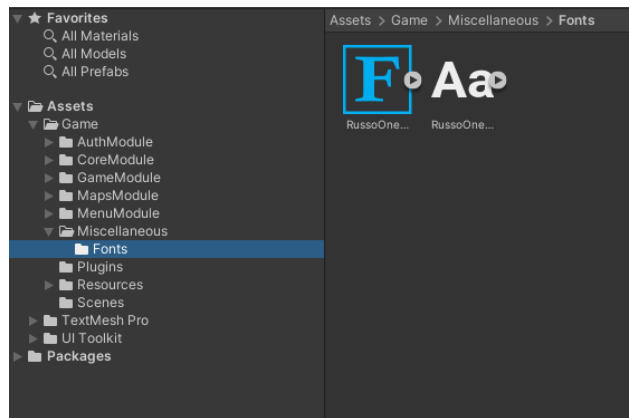 Favorites
All Materials
All Models
All Prefabs
Assets
Game
AuthModule
CoreModule
GameModule
MapsModule
MenuModule
Miscellaneous
Fonts
Plugins
Resources
Scenes
TextMesh Pro
UI Toolkit
Packages
Assets > Game > Miscellaneous > Fonts
F Aa
RussoOne... RussoOne...